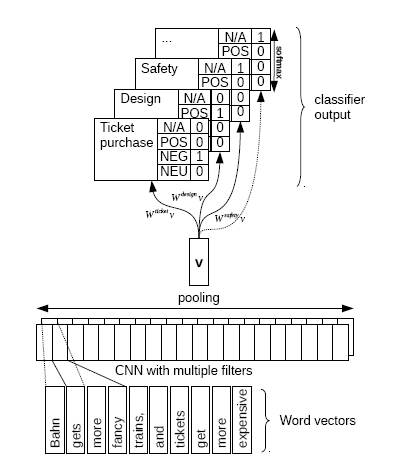 ... N/A 1
POS 0
Safety N/A 1 0
POS 0 0
Design N/A 0 0
POS 1 0
Ticket purchase N/A 0 0
POS 0 0
NEG 1
NEU 0
softmax
classifier
output
W^ticket v
W^design v
W^safety v
v
pooling
CNN with multiple filters
Bahn
gets
more
fancy
trains,
and
tickets
get
more
expensive
Word vectors